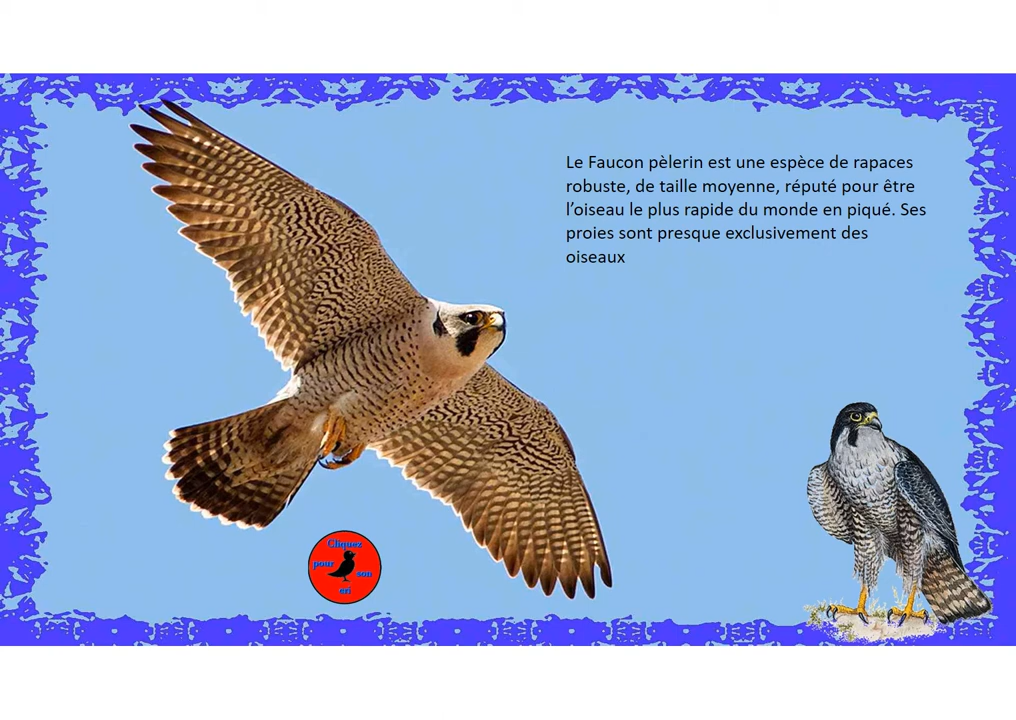 Le Faucon pèlerin est une espèce de rapaces
robuste, de taille moyenne, réputé pour être
l’oiseau le plus rapide du monde en piqué. Ses
proies sont presque exclusivement des
oiseaux
Cliquez
pour son
cri